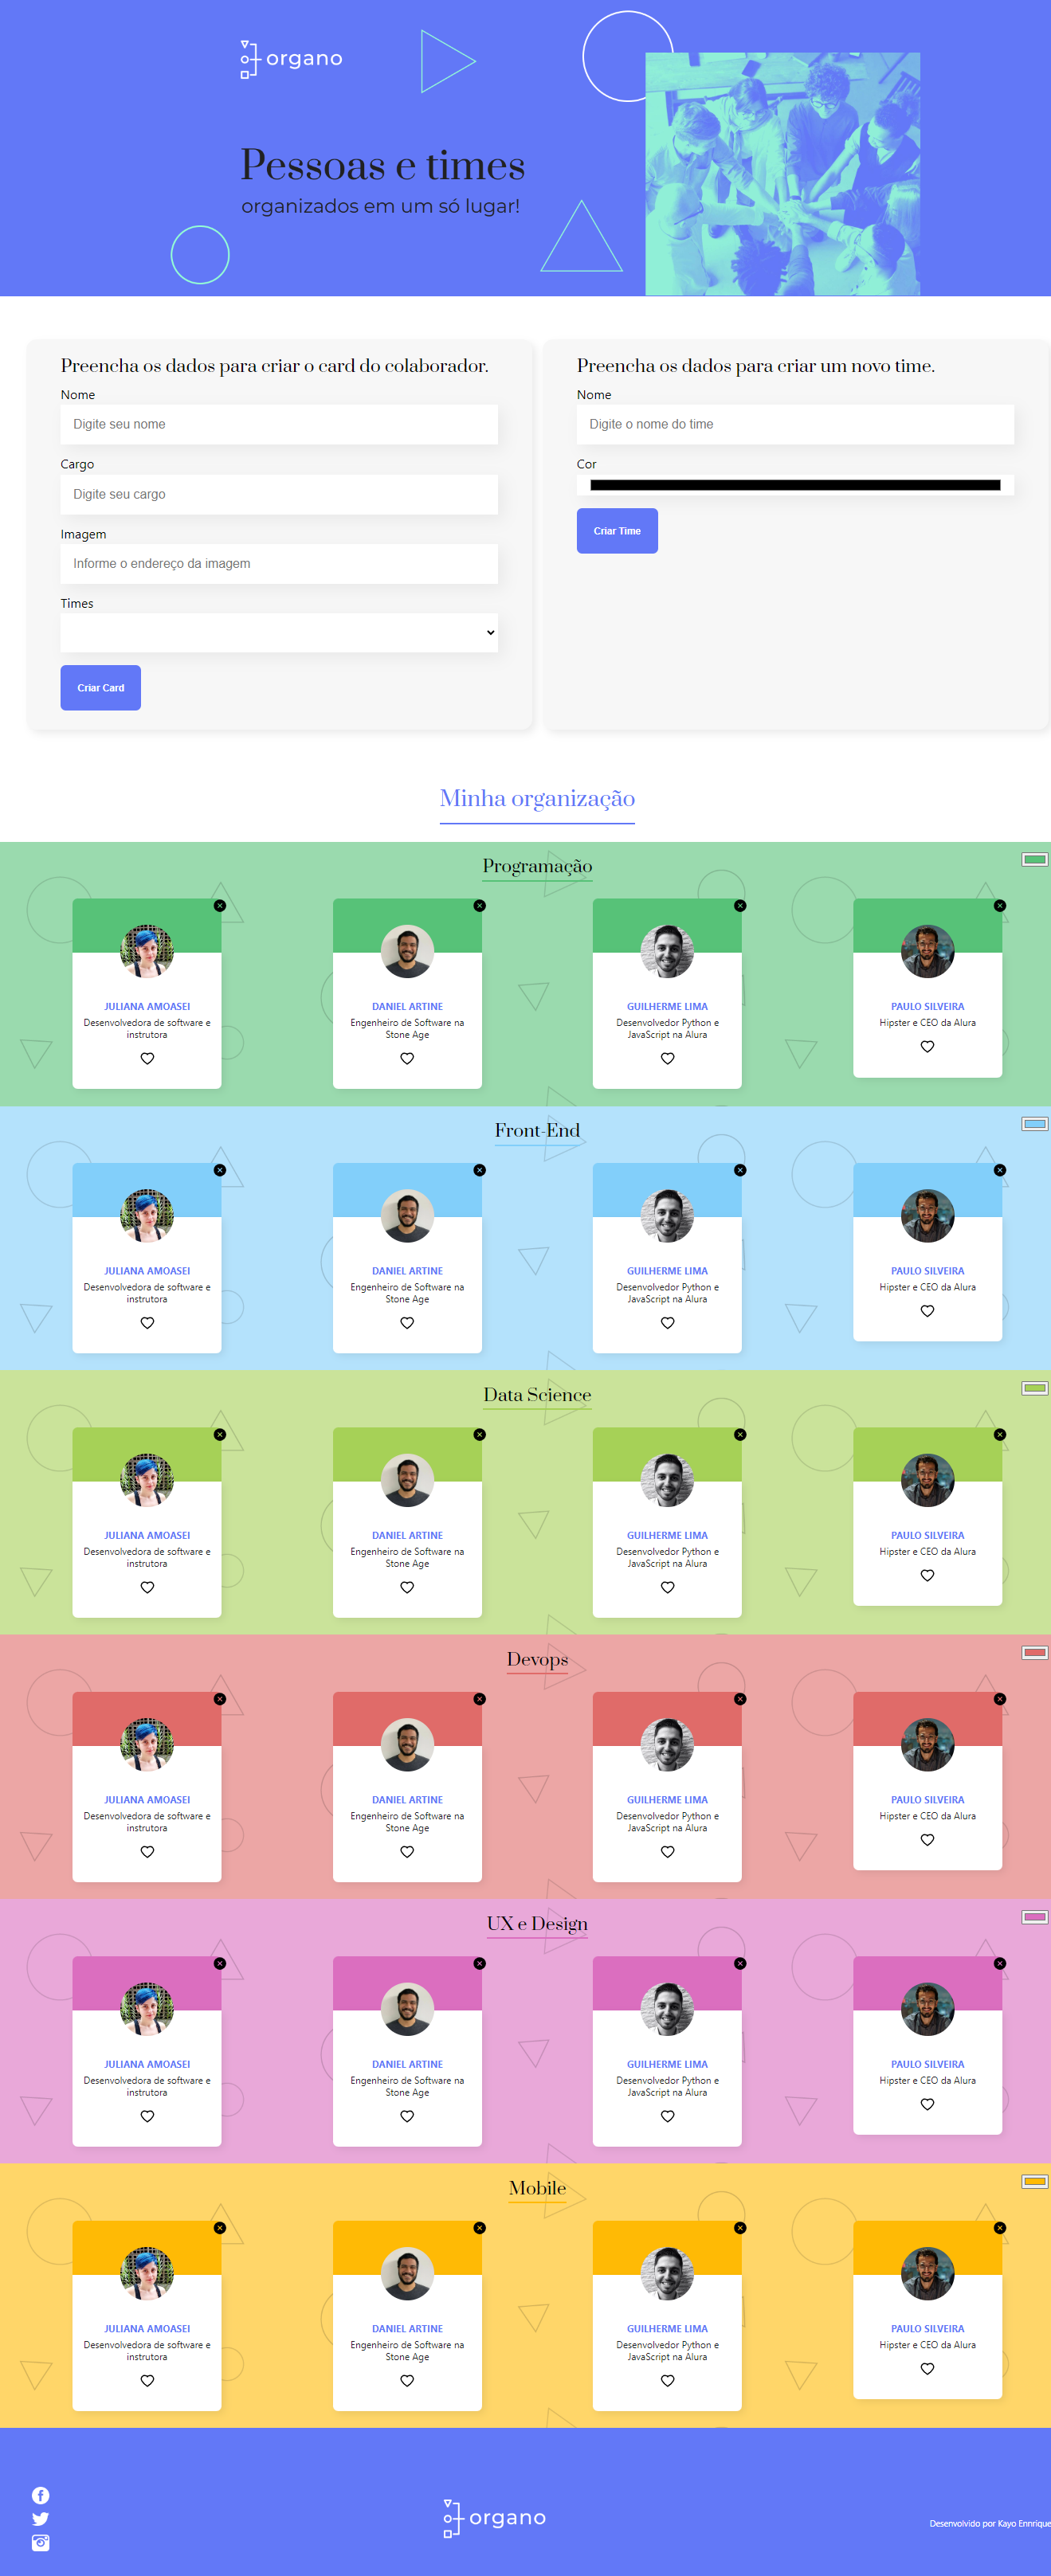 organo
Pessoas e times
organizados em um só lugar!
Preencha os dados para criar o card do colaborador.
Nome
Digite seu nome
Cargo
Digite seu cargo
Imagem
Informe o endereço da imagem
Times
Criar Card
Preencha os dados para criar um novo time.
Nome
Digite o nome do time
Cor
Criar Time
Minha organização
Programação
JULIANA AMOASEI
Desenvolvedora de software e
instrutora
DANIEL ARTINE
Engenheiro de Software na
Stone Age
GUILHERME LIMA
Desenvolvedor Python e
JavaScript na Alura
PAULO SILVEIRA
Hipster e CEO da Alura
Front-End
JULIANA AMOASEI
Desenvolvedora de software e
instrutora
DANIEL ARTINE
Engenheiro de Software na
Stone Age
GUILHERME LIMA
Desenvolvedor Python e
JavaScript na Alura
PAULO SILVEIRA
Hipster e CEO da Alura
Data Science
JULIANA AMOASEI
Desenvolvedora de software e
instrutora
DANIEL ARTINE
Engenheiro de Software na
Stone Age
GUILHERME LIMA
Desenvolvedor Python e
JavaScript na Alura
PAULO SILVEIRA
Hipster e CEO da Alura
Devops
JULIANA AMOASEI
Desenvolvedora de software e
instrutora
DANIEL ARTINE
Engenheiro de Software na
Stone Age
GUILHERME LIMA
Desenvolvedor Python e
JavaScript na Alura
PAULO SILVEIRA
Hipster e CEO da Alura
UX e Design
JULIANA AMOASEI
Desenvolvedora de software e
instrutora
DANIEL ARTINE
Engenheiro de Software na
Stone Age
GUILHERME LIMA
Desenvolvedor Python e
JavaScript na Alura
PAULO SILVEIRA
Hipster e CEO da Alura
Mobile
JULIANA AMOASEI
Desenvolvedora de software e
instrutora
DANIEL ARTINE
Engenheiro de Software na
Stone Age
GUILHERME LIMA
Desenvolvedor Python e
JavaScript na Alura
PAULO SILVEIRA
Hipster e CEO da Alura
organo
Desenvolvido por Kayo Ennrique